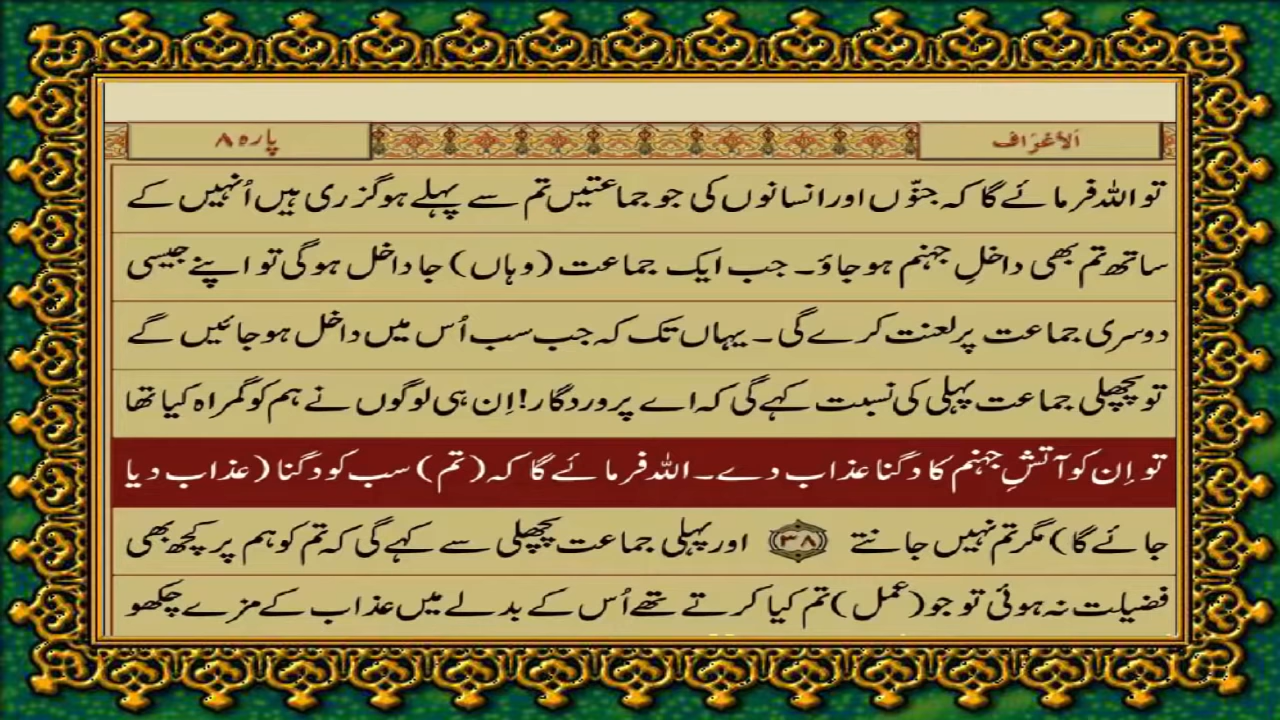 اَلْاَعْرَاف
پارہ ۸
تو اللہ فرمائے گا کہ جنّوں اور انسانوں کی جو جماعتیں تم سے پہلے ہو گزری ہیں اُنہیں کے
ساتھ تم بھی داخلِ جہنم ہو جاؤ۔ جب ایک جماعت (وہاں) جا داخل ہوگی تو اپنے جیسی
دوسری جماعت پر لعنت کرے گی۔ یہاں تک کہ جب سب اُس میں داخل ہو جائیں گے
تو پچھلی جماعت پہلی کی نسبت کہے گی کہ اے پروردگار! اِن ہی لوگوں نے ہم کو گمراہ کیا تھا
تو اِن کو آتشِ جہنم کا دگنا عذاب دے۔ اللہ فرمائے گا کہ (تم) سب کو دگنا (عذاب دیا
جائے گا) مگر تم نہیں جانتے ۳۸ اور پہلی جماعت پچھلی سے کہے گی کہ تم کو ہم پر کچھ بھی
فضیلت نہ ہوئی تو جو (عمل) تم کیا کرتے تھے اُس کے بدلے میں عذاب کے مزے چکھو